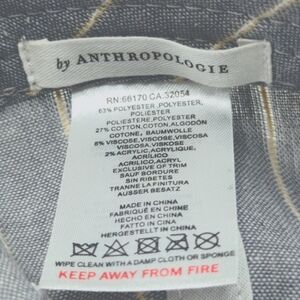 by ANTHROPOLOGIE
RN:66170 CA:32054
63% POLYESTER,POLYESTER,
POLIESTER
POLIESTERE,POLYESTER
27% COTTON,COTON,ALGODÓN
COTONE, BAUMWOLLE
8% VISCOSE,VISCOSE,VISCOSA
VISCOSA,VISKOSE
2% ACRYLIC,ACRYLIQUE,
ACRÍLICO
ACRILICO,ACRYL
EXCLUSIVE OF TRIM
SAUF BORDURE
SIN RIBETES
TRANNE LA FINITURA
AUSSER BESATZ
MADE IN CHINA
FABRIQUÉ EN CHINE
HECHO EN CHINA
FATTO IN CINA
HERGESTELLT IN CHINA
WIPE CLEAN WITH A DAMP CLOTH OR SPONGE
KEEP AWAY FROM FIRE